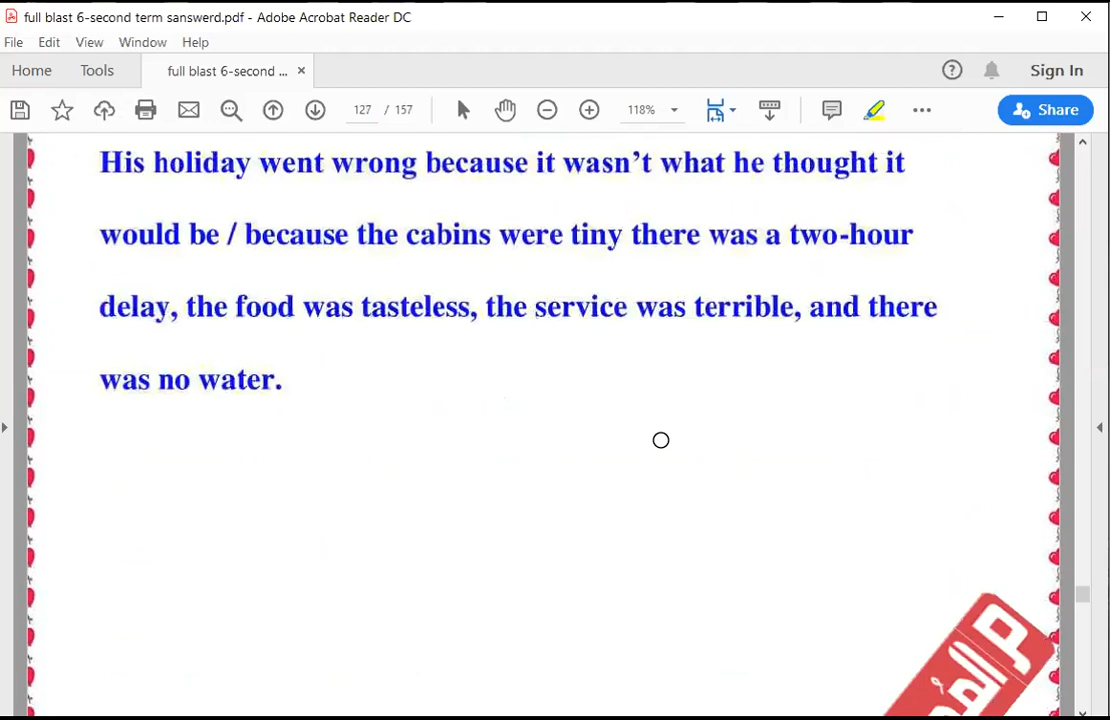 full blast 6-second term sanswerd.pdf - Adobe Acrobat Reader DC
File Edit View Window Help
Home Tools full blast 6-second ... × Sign In
127 / 157 118% Share
His holiday went wrong because it wasn’t what he thought it
would be / because the cabins were tiny there was a two-hour
delay, the food was tasteless, the service was terrible, and there
was no water.